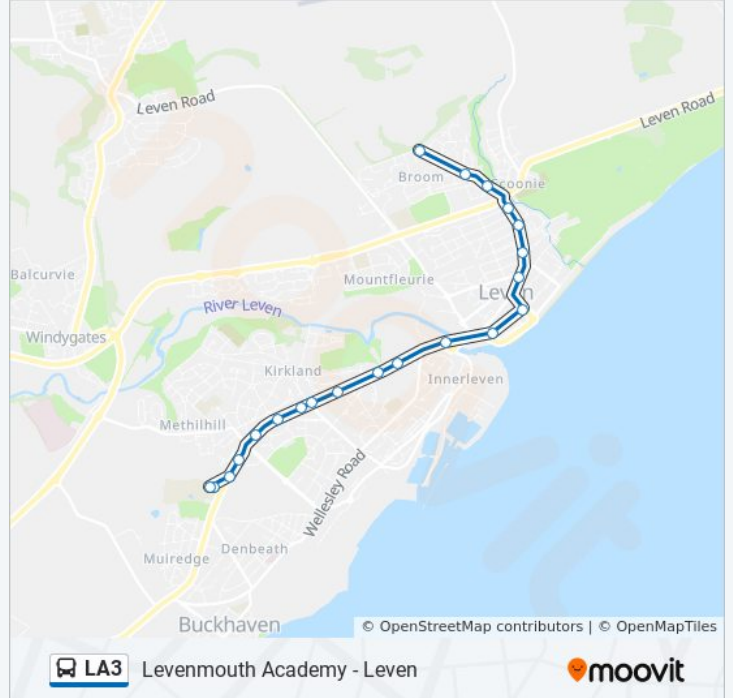 Leven Road
Leven Road
Broom
Scoonie
Balcurvie
Mountfleurie
Leven
River Leven
Windygates
Kirkland
Innerleven
Methilhill
Wellesley Road
Denbeath
Muiredge
Buckhaven
© OpenStreetMap contributors | © OpenMapTiles
LA3 Levenmouth Academy - Leven
moovit